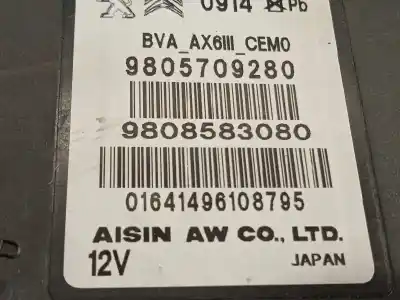 0914 Pb
BVA_AX6III_CEM0
9805709280
9808583080
01641496108795
AISIN AW CO., LTD.
12V JAPAN